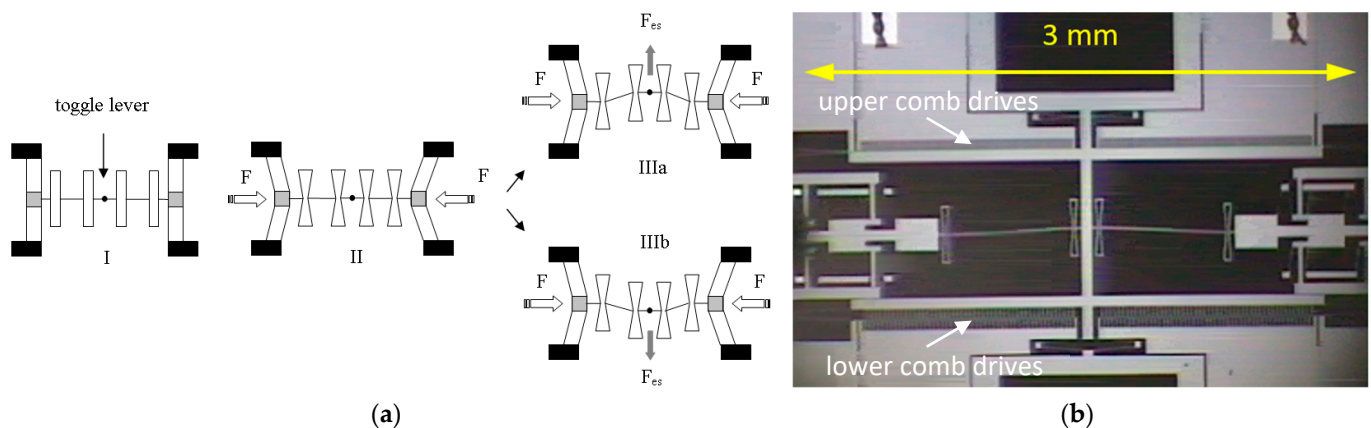 toggle lever
I
F
F
II
F
Fes
F
IIIa
IIIb
F
F
Fes
(a)
3 mm
upper comb drives
lower comb drives
(b)